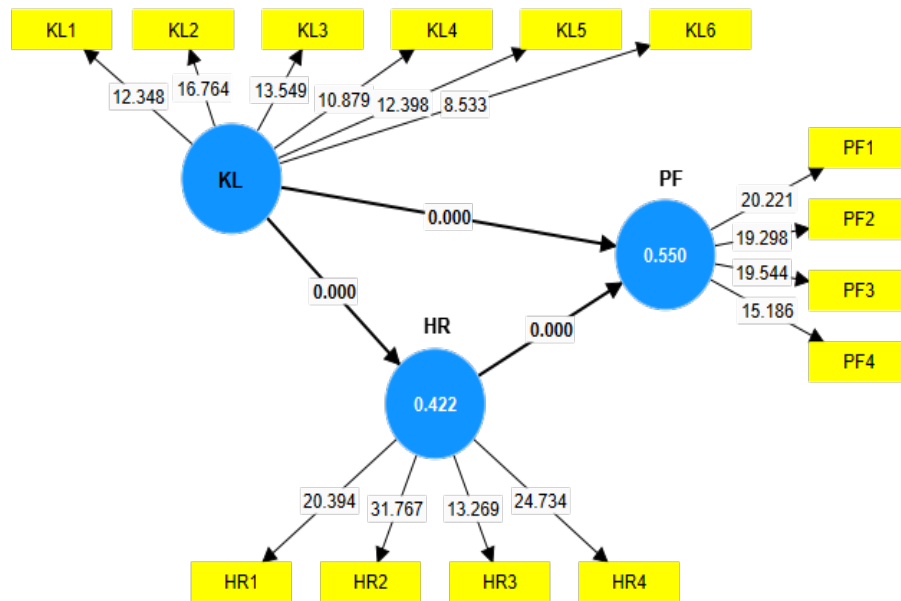 KL1 KL2 KL3 KL4 KL5 KL6
12.348 16.764 13.549 10.879 12.398 8.533
PF1
KL
PF
20.221
PF2
0.000
19.298
0.550
19.544
PF3
0.000
15.186
HR
0.000
PF4
0.422
20.394 31.767 13.269 24.734
HR1 HR2 HR3 HR4